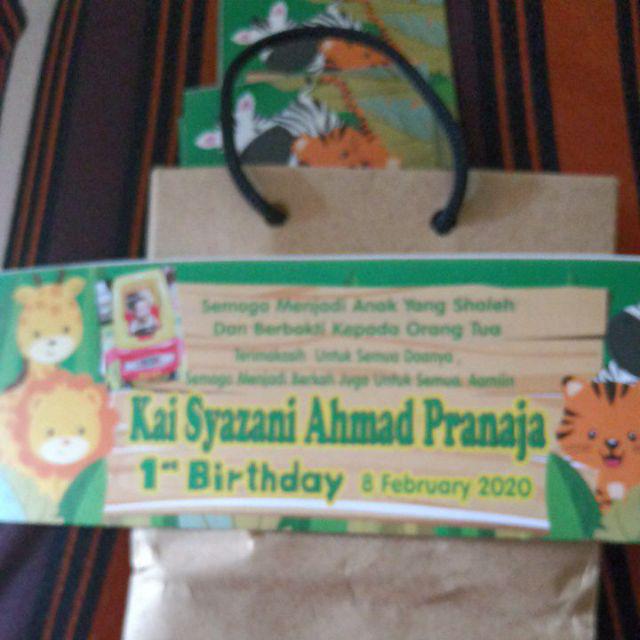 Semoga Menjadi Anak Yang Sholeh
Dan Berbakti Kepada Orang Tua
Terimakasih Untuk Semua Doanya,
Semoga Menjadi Berkah Juga Untuk Semua. Aamiin
Kai Syazani Ahmad Pranaja
1st Birthday 8 February 2020